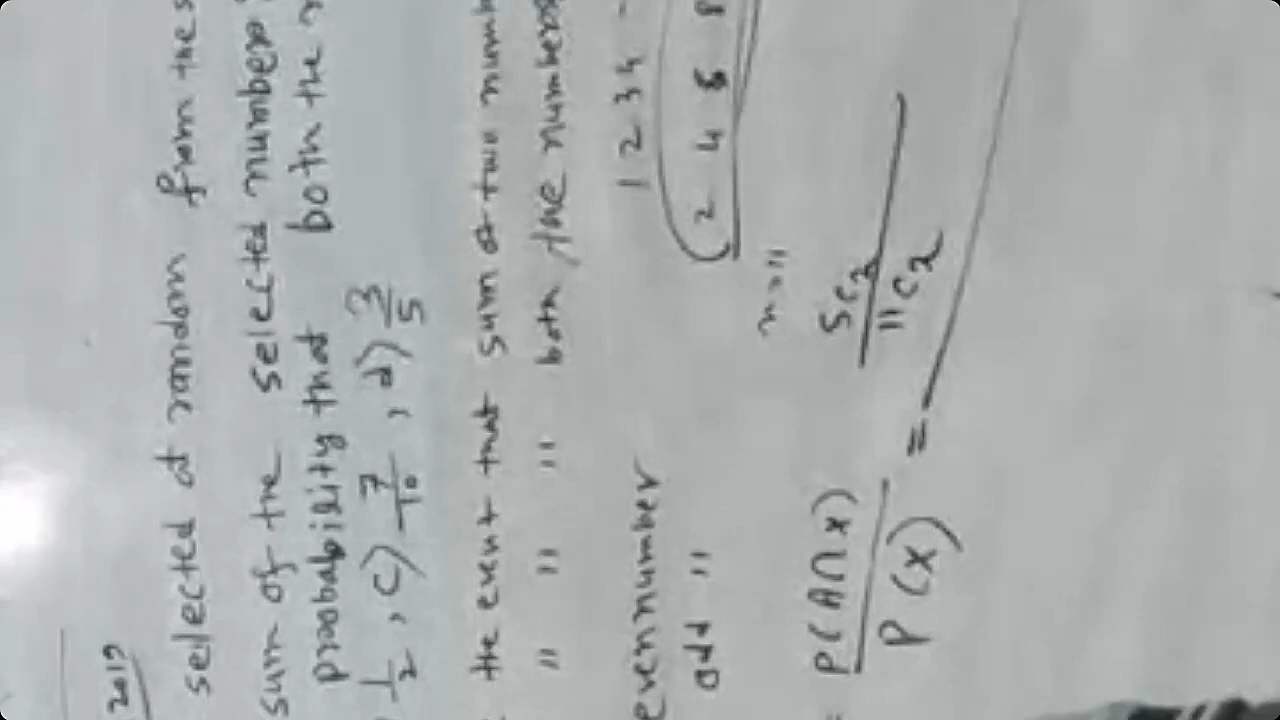 2019
selected at random from the s
sum of the selected numbers
probability that both the
1/2, c) 7/10, d) 3/5
the event that sum of two numb
" " " both the numbers
even number 1 2 3 4 -
odd " (2 4 6 8
n = 11
= P(A∩X) / P(X) = 5c2 / 11c2